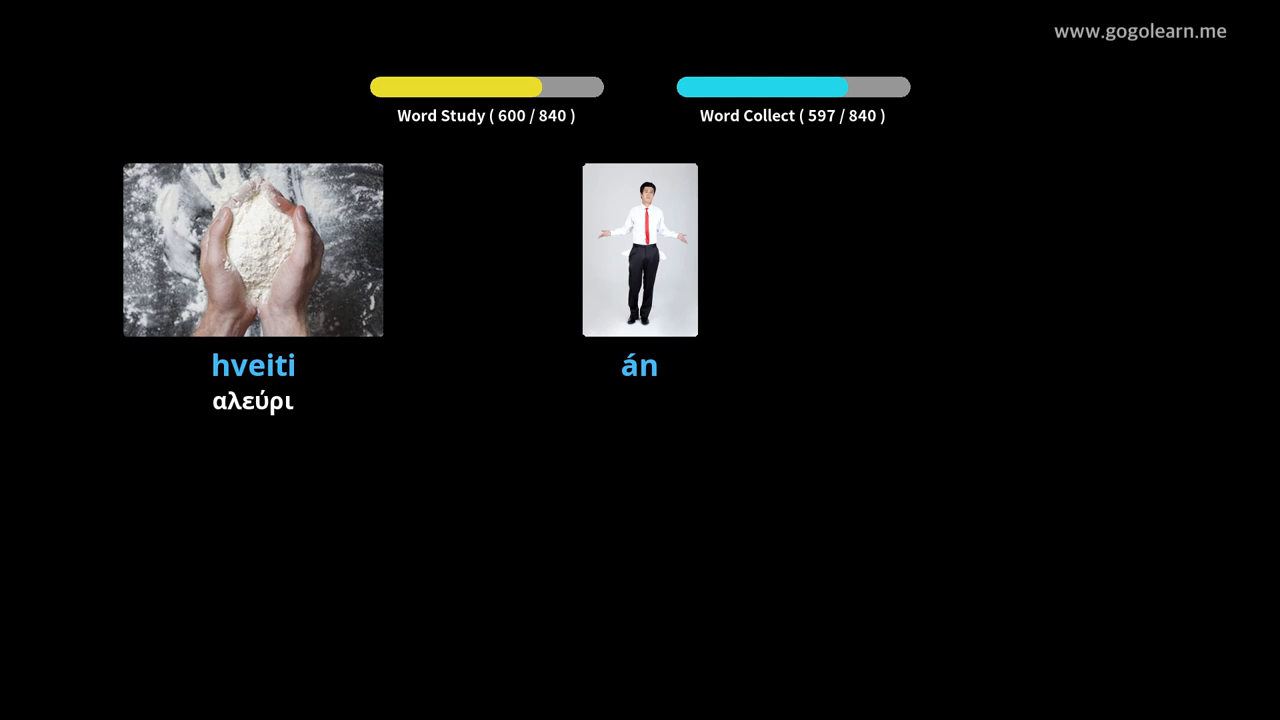 www.gogolearn.me
Word Study ( 600 / 840 )
Word Collect ( 597 / 840 )
hveiti
αλεύρι
án